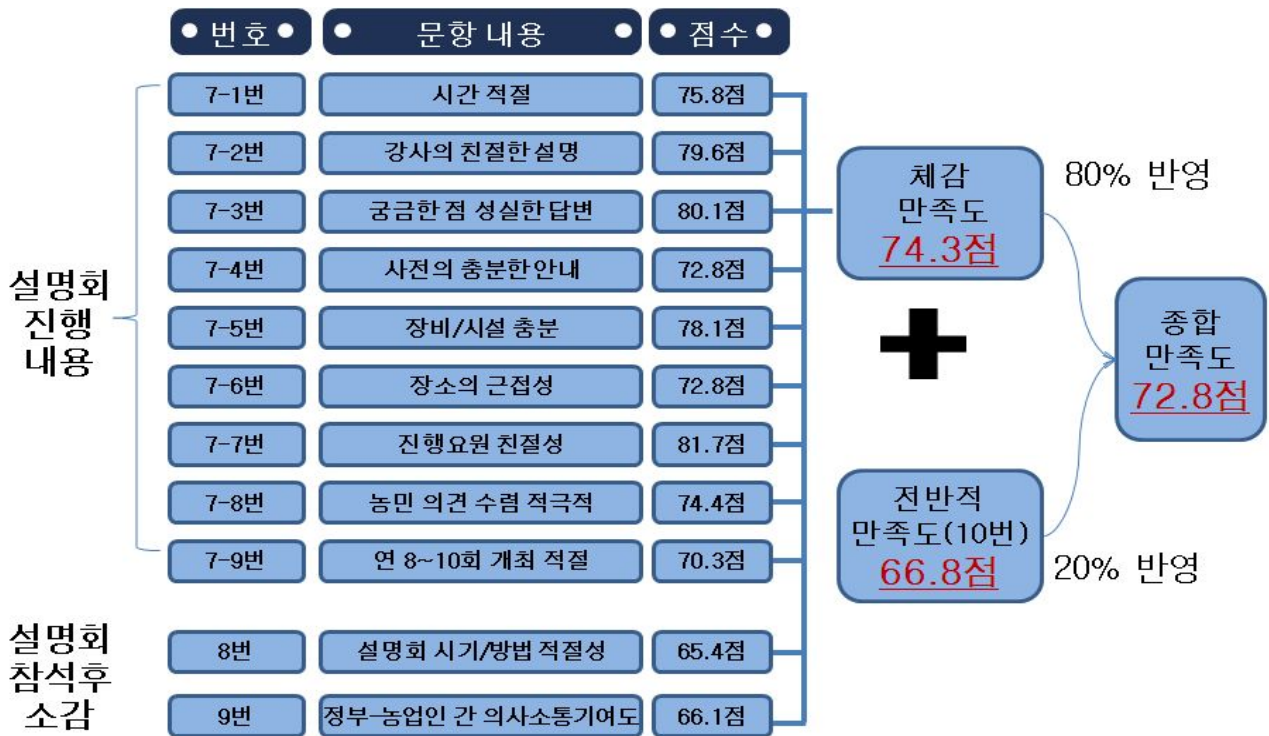 번호 문항 내용 점수
7-1번 시간 적절 75.8점
7-2번 강사의 친절한 설명 79.6점
7-3번 궁금한 점 성실한 답변 80.1점
7-4번 사전의 충분한 안내 72.8점
7-5번 장비/시설 충분 78.1점
7-6번 장소의 근접성 72.8점
7-7번 진행요원 친절성 81.7점
7-8번 농민 의견 수렴 적극적 74.4점
7-9번 연 8~10회 개최 적절 70.3점
8번 설명회 시기/방법 적절성 65.4점
9번 정부-농업인 간 의사소통기여도 66.1점
설명회
진행
내용
설명회
참석후
소감
체감
만족도
74.3점
80% 반영
전반적
만족도(10번)
66.8점
20% 반영
종합
만족도
72.8점